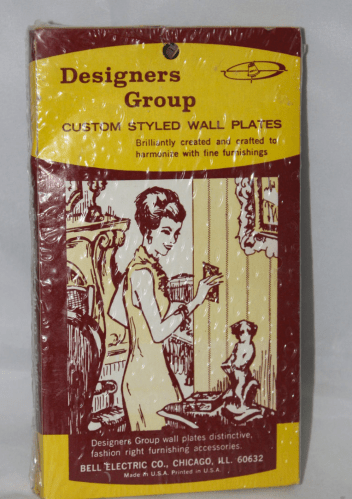 Designers
Group
CUSTOM STYLED WALL PLATES
Brilliantly created and crafted to
harmonize with fine furnishings
Designers Group wall plates distinctive,
fashion right furnishing accessories.
BELL ELECTRIC CO., CHICAGO, ILL. 60632
Made in U.S.A. Printed in U.S.A.